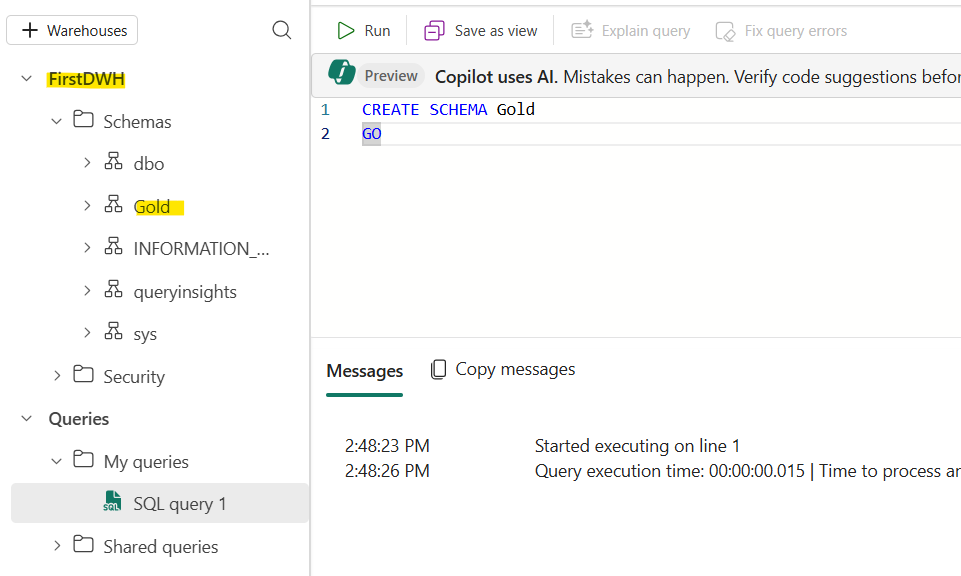 + Warehouses
FirstDWH
Schemas
dbo
Gold
INFORMATION_...
queryinsights
sys
Security
Queries
My queries
SQL query 1
Shared queries
Run
Save as view
Explain query
Fix query errors
Preview
Copilot uses AI. Mistakes can happen. Verify code suggestions befor
1 CREATE SCHEMA Gold
2 GO
Messages
Copy messages
2:48:23 PM Started executing on line 1
2:48:26 PM Query execution time: 00:00:00.015 | Time to process ar